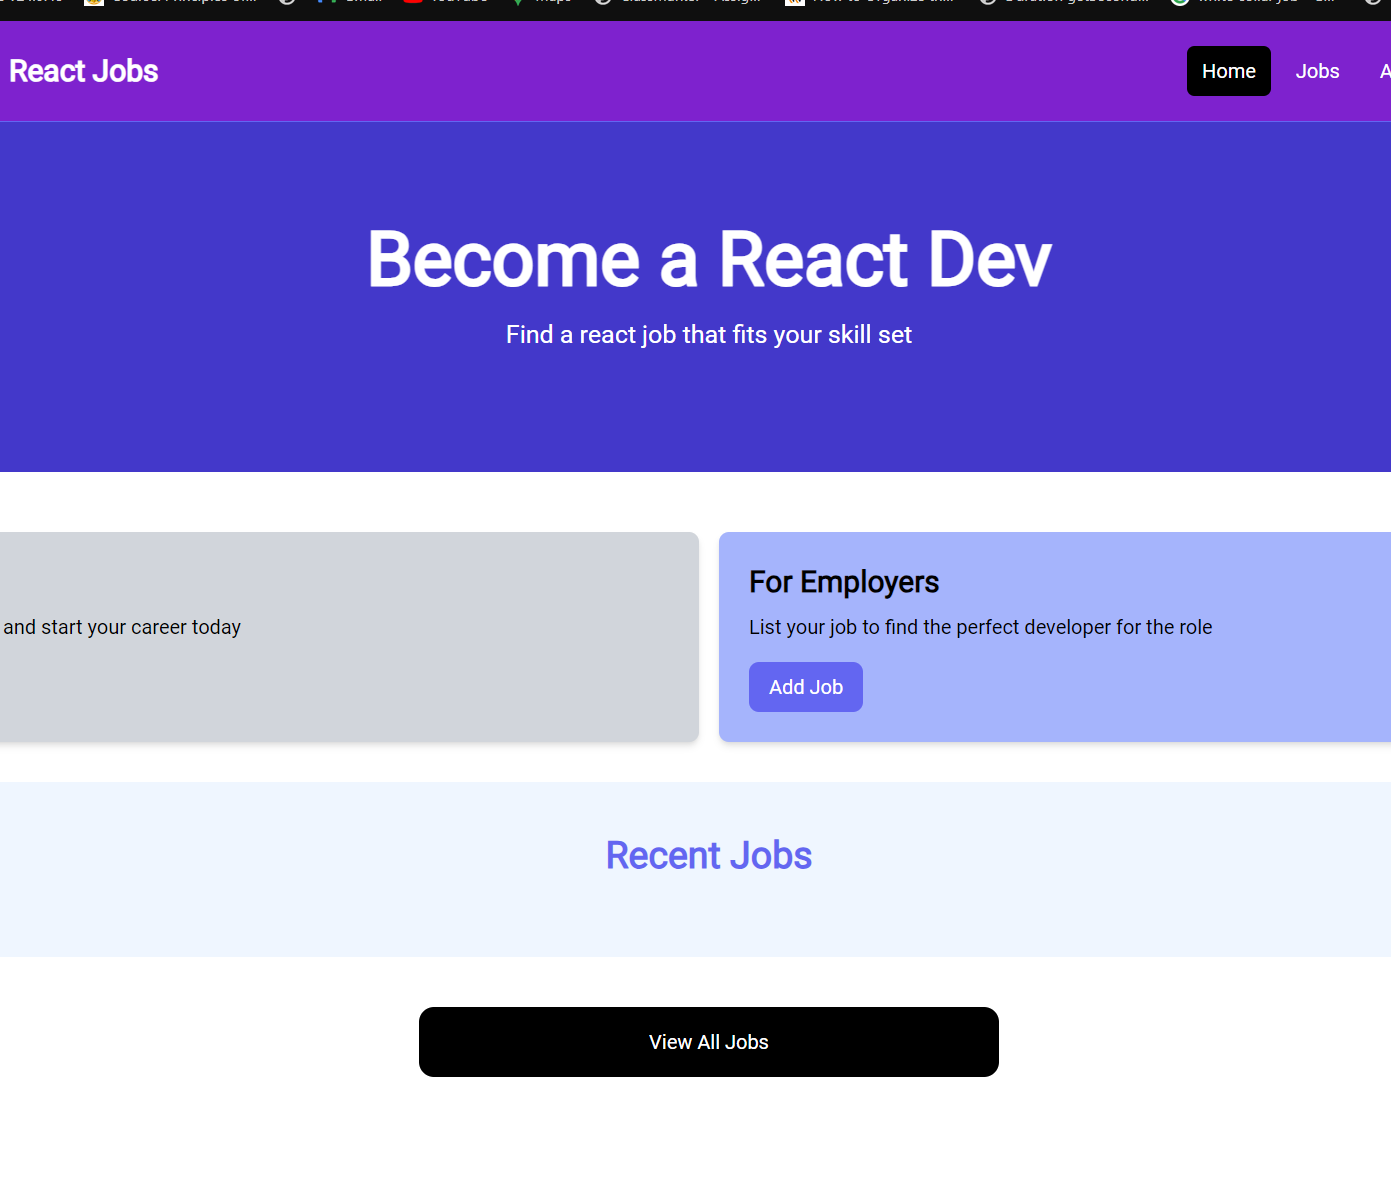 React Jobs
Home
Jobs
Become a React Dev
Find a react job that fits your skill set
and start your career today
For Employers
List your job to find the perfect developer for the role
Add Job
Recent Jobs
View All Jobs